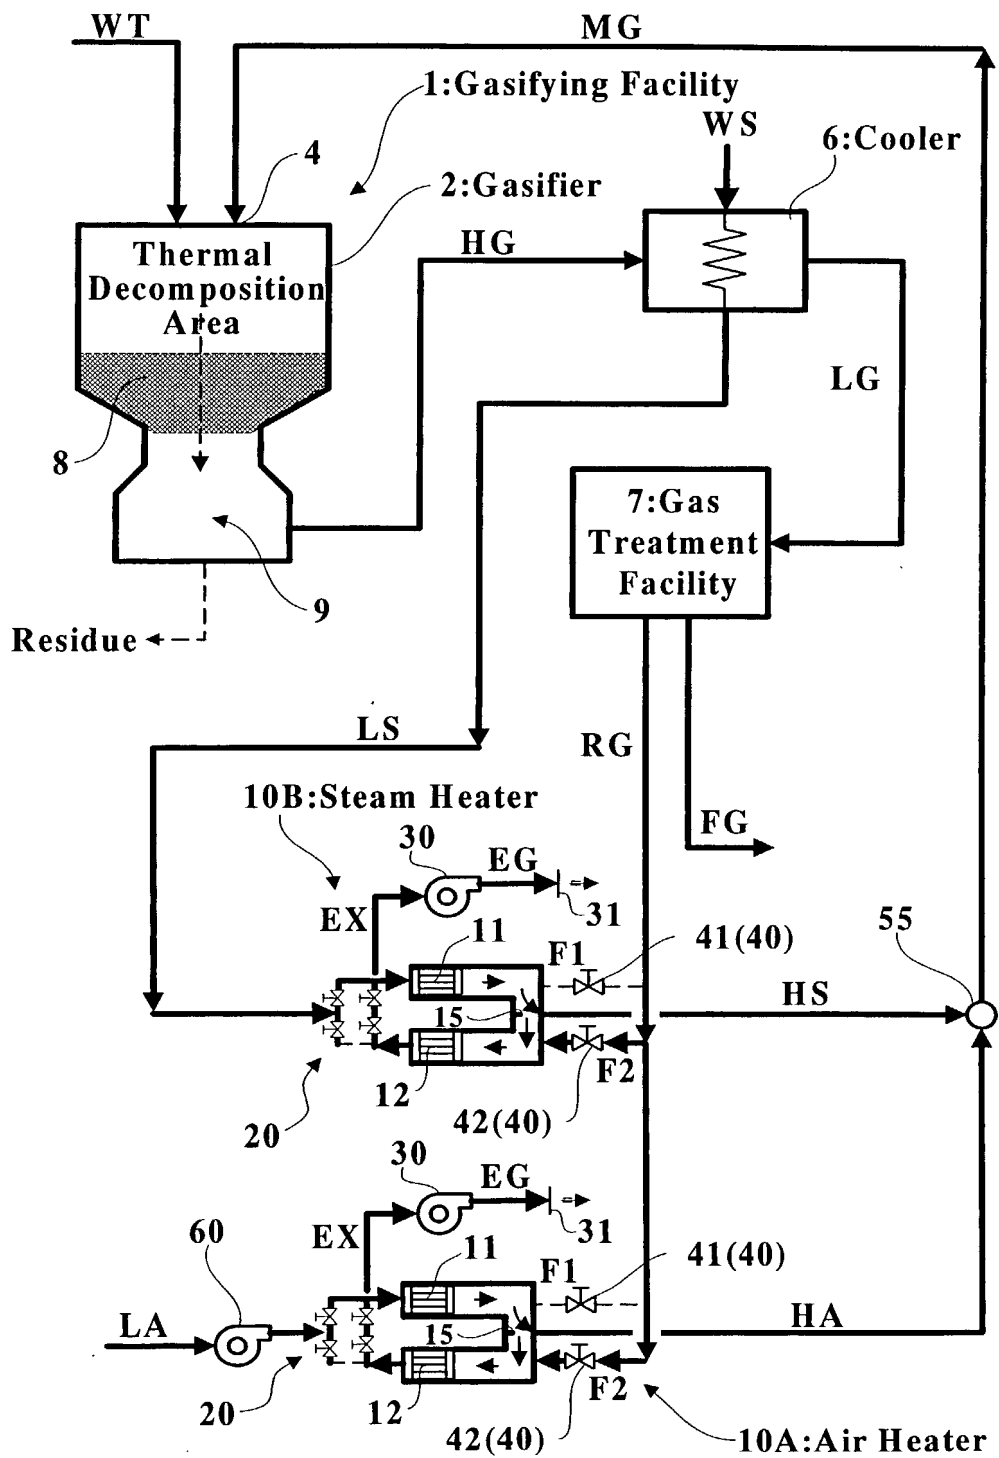 WT
MG
1:Gasifying Facility
WS
6:Cooler
4
2:Gasifier
HG
Thermal
Decomposition
Area
LG
8
7:Gas
Treatment
Facility
9
Residue
LS
RG
10B:Steam Heater
FG
30
EG
EX
31
55
11
F1
41(40)
HS
15
F2
12
42(40)
20
30
EG
60
EX
31
11
F1
41(40)
LA
HA
15
20
12
F2
42(40)
10A:Air Heater